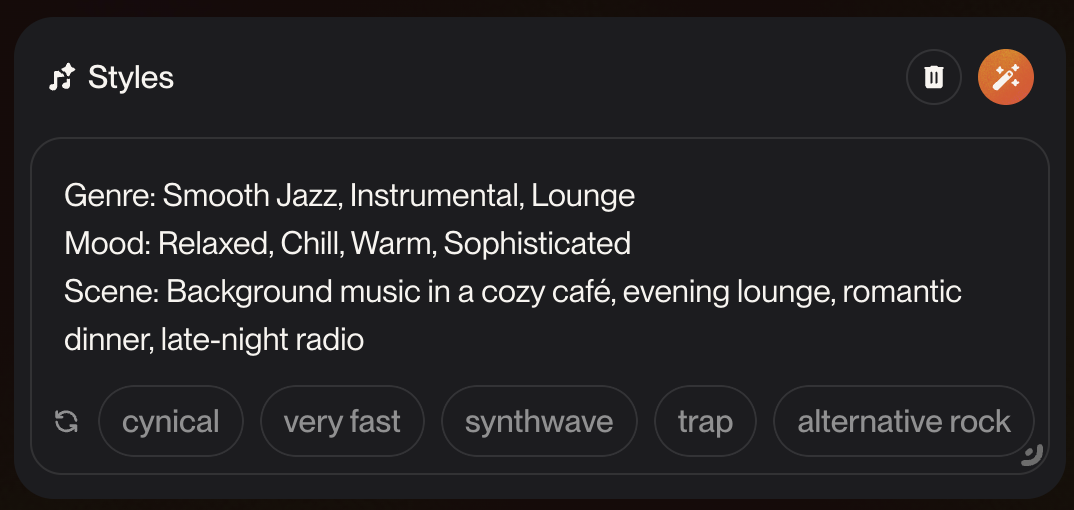 Styles
Genre: Smooth Jazz, Instrumental, Lounge
Mood: Relaxed, Chill, Warm, Sophisticated
Scene: Background music in a cozy café, evening lounge, romantic
dinner, late-night radio
cynical very fast synthwave trap alternative rock